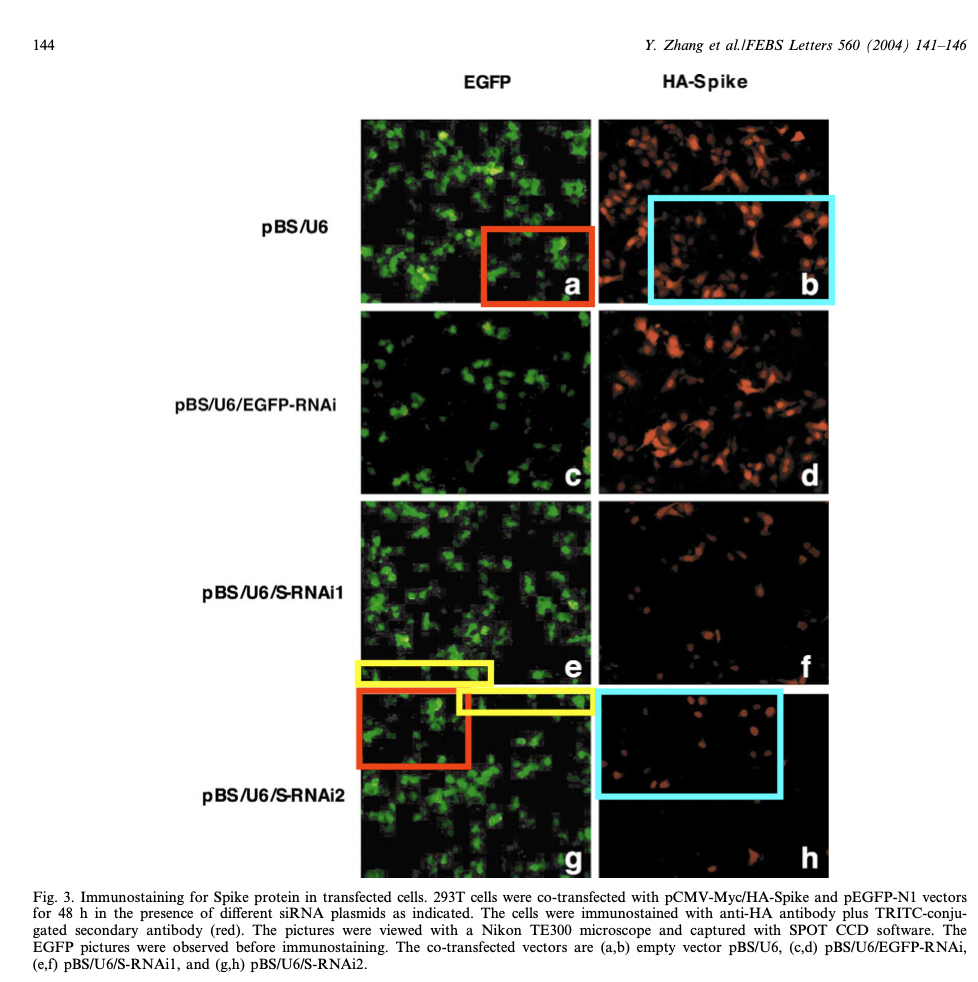 144
Y. Zhang et al./FEBS Letters 560 (2004) 141–146
EGFP
HA-Spike
pBS/U6
a
b
pBS/U6/EGFP-RNAi
c
d
pBS/U6/S-RNAi1
e
f
pBS/U6/S-RNAi2
g
h
Fig. 3. Immunostaining for Spike protein in transfected cells. 293T cells were co-transfected with pCMV-Myc/HA-Spike and pEGFP-N1 vectors
for 48 h in the presence of different siRNA plasmids as indicated. The cells were immunostained with anti-HA antibody plus TRITC-conju-
gated secondary antibody (red). The pictures were viewed with a Nikon TE300 microscope and captured with SPOT CCD software. The
EGFP pictures were observed before immunostaining. The co-transfected vectors are (a,b) empty vector pBS/U6, (c,d) pBS/U6/EGFP-RNAi,
(e,f) pBS/U6/S-RNAi1, and (g,h) pBS/U6/S-RNAi2.